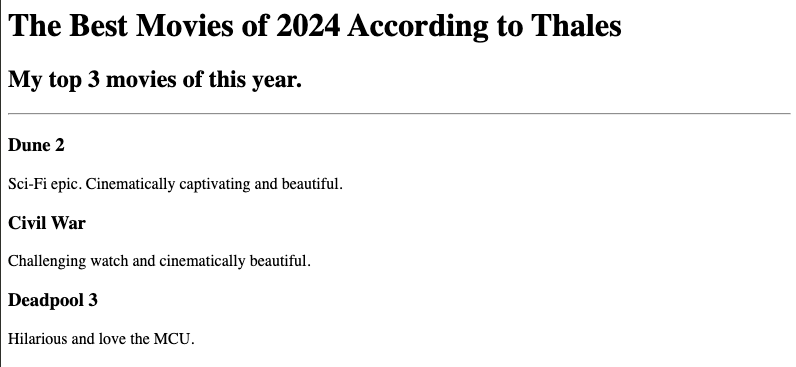 The Best Movies of 2024 According to Thales
My top 3 movies of this year.
Dune 2
Sci-Fi epic. Cinematically captivating and beautiful.
Civil War
Challenging watch and cinematically beautiful.
Deadpool 3
Hilarious and love the MCU.